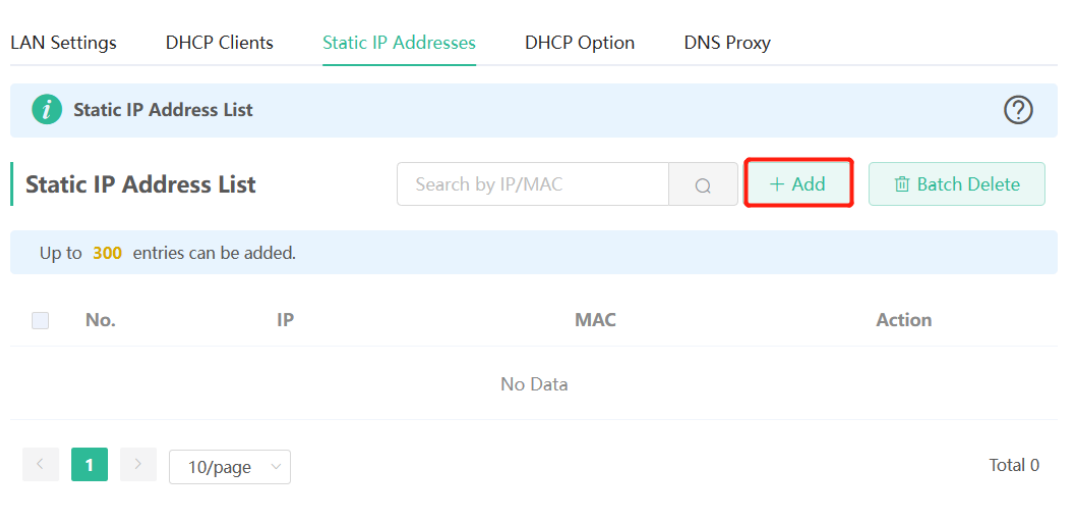 LAN Settings DHCP Clients Static IP Addresses DHCP Option DNS Proxy
Static IP Address List
Static IP Address List Search by IP/MAC + Add Batch Delete
Up to 300 entries can be added.
No. IP MAC Action
No Data
< 1 > 10/page Total 0